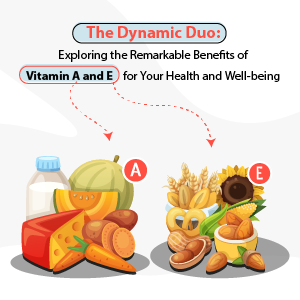 The Dynamic Duo:
Exploring the Remarkable Benefits of
Vitamin A and E for Your Health and Well-being
A
E